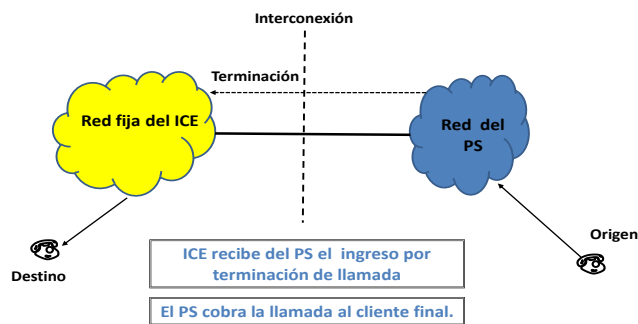 Interconexión
Terminación
Red fija del ICE
Red del
PS
Origen
Destino
ICE recibe del PS el ingreso por
terminación de llamada
El PS cobra la llamada al cliente final.